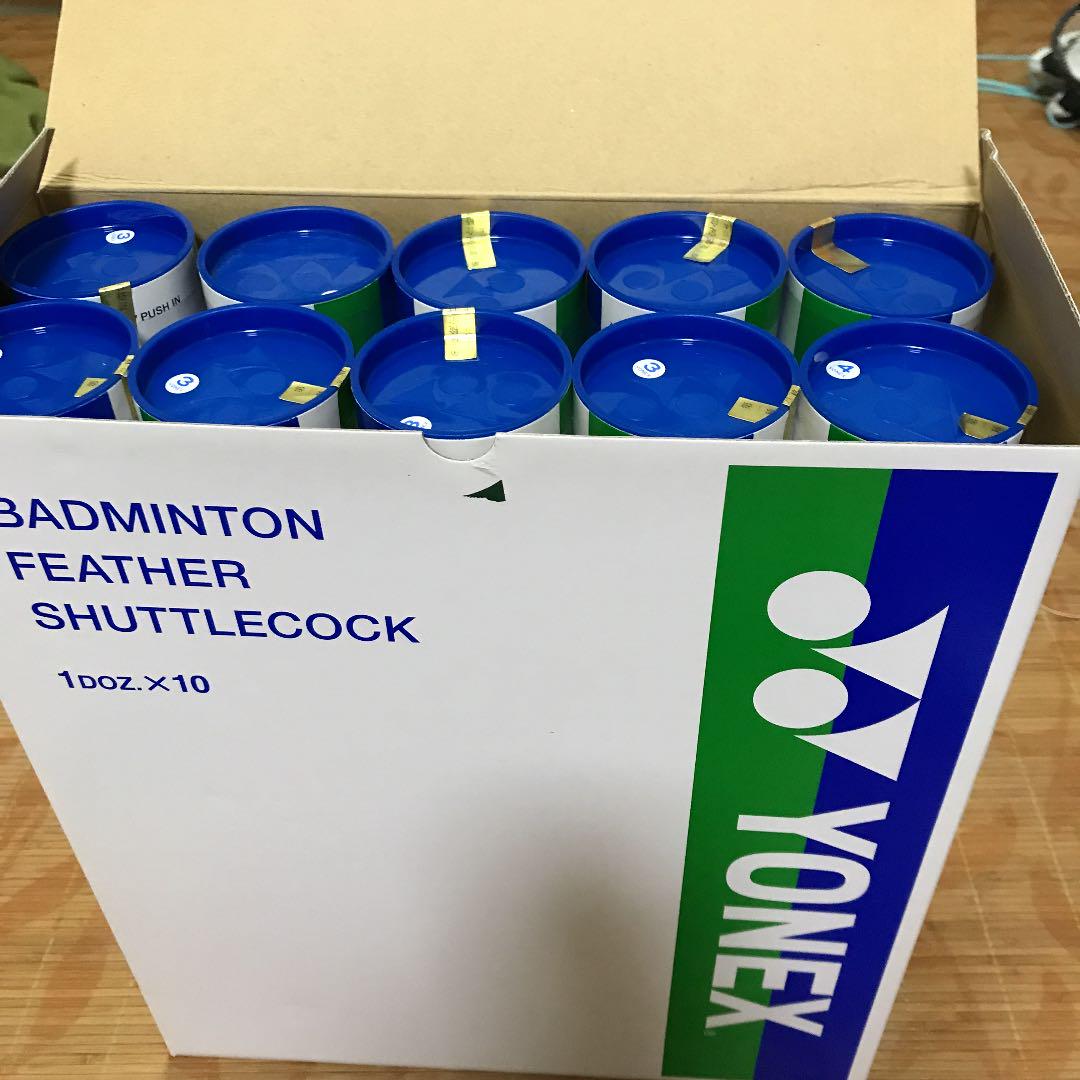 3
PUSH IN
3
3
4
BADMINTON
FEATHER
SHUTTLECOCK
1DOZ.×10
YONEX